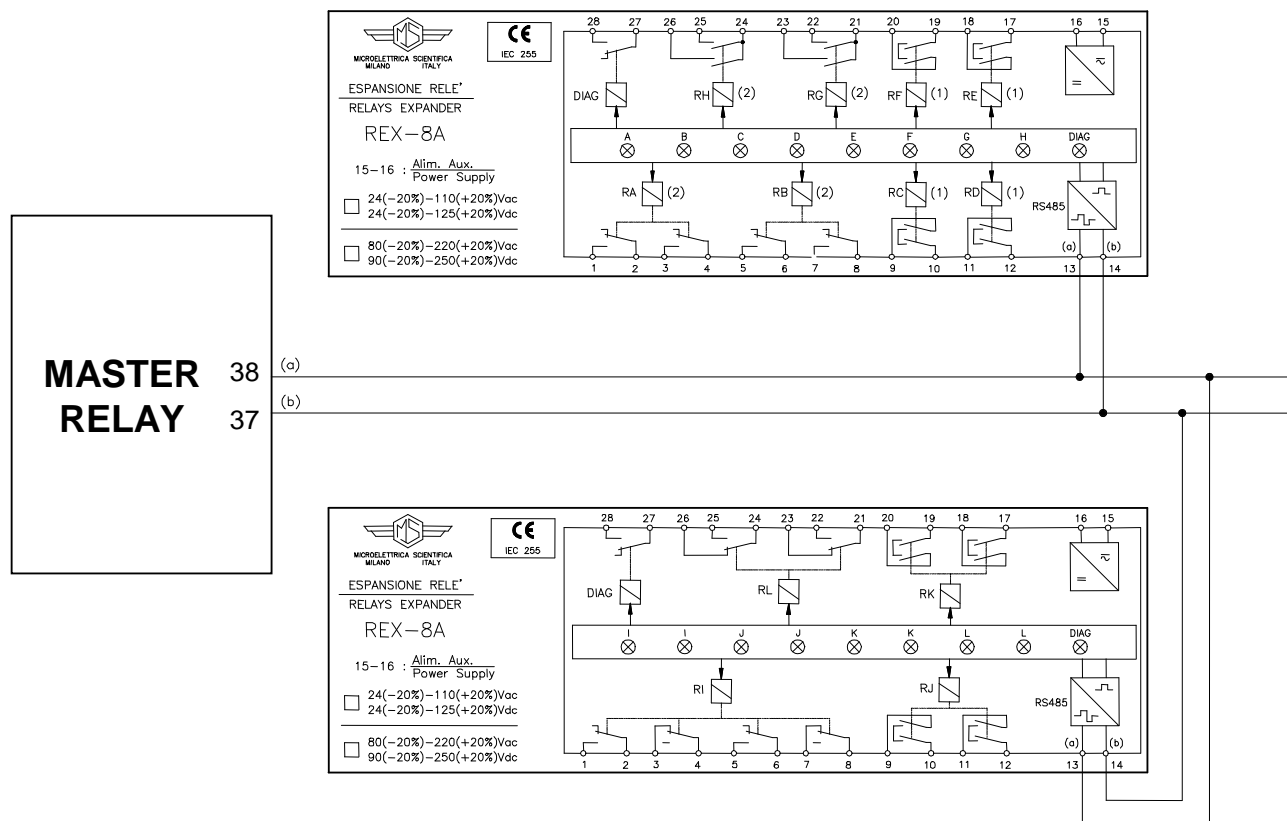 28 27 26 25 24 23 22 21 20 19 18 17 16 15
MS
MICROELETTRICA SCIENTIFICA
MILANO ITALY
CE
IEC 255
ESPANSIONE RELE'
RELAYS EXPANDER
REX-8A
15-16 : Alim. Aux.
Power Supply
24(-20%)-110(+20%)Vac
24(-20%)-125(+20%)Vdc
80(-20%)-220(+20%)Vac
90(-20%)-250(+20%)Vdc
DIAG RH (2) RG (2) RF (1) RE (1)
A B C D E F G H DIAG
RA (2) RB (2) RC (1) RD (1) RS485
(a) (b)
1 2 3 4 5 6 7 8 9 10 11 12 13 14
MASTER
RELAY
38 (a)
37 (b)
28 27 26 25 24 23 22 21 20 19 18 17 16 15
MS
MICROELETTRICA SCIENTIFICA
MILANO ITALY
CE
IEC 255
ESPANSIONE RELE'
RELAYS EXPANDER
REX-8A
15-16 : Alim. Aux.
Power Supply
24(-20%)-110(+20%)Vac
24(-20%)-125(+20%)Vdc
80(-20%)-220(+20%)Vac
90(-20%)-250(+20%)Vdc
DIAG RL RK
I I J J K K L L DIAG
RI RJ RS485
(a) (b)
1 2 3 4 5 6 7 8 9 10 11 12 13 14